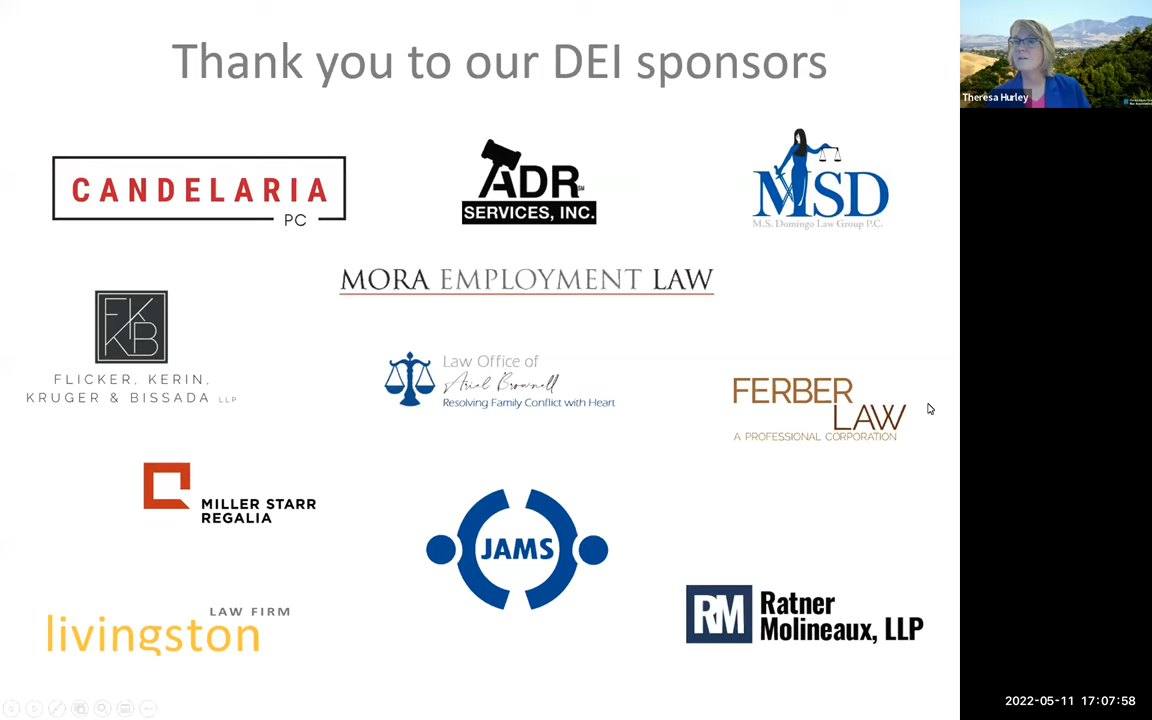 Thank you to our DEI sponsors
Theresa Hurley
CANDELARIA
PC
ADR
SM
SERVICES, INC.
MSD
M.S. Domingo Law Group P.C.
MORA EMPLOYMENT LAW
FKKB
FLICKER, KERIN,
KRUGER & BISSADA LLP
Law Office of
Ariel Brownell
Resolving Family Conflict with Heart
FERBER
LAW
A PROFESSIONAL CORPORATION
MILLER STARR
REGALIA
JAMS
LAW FIRM
livingston
RM
Ratner
Molineaux, LLP
2022-05-11 17:07:58